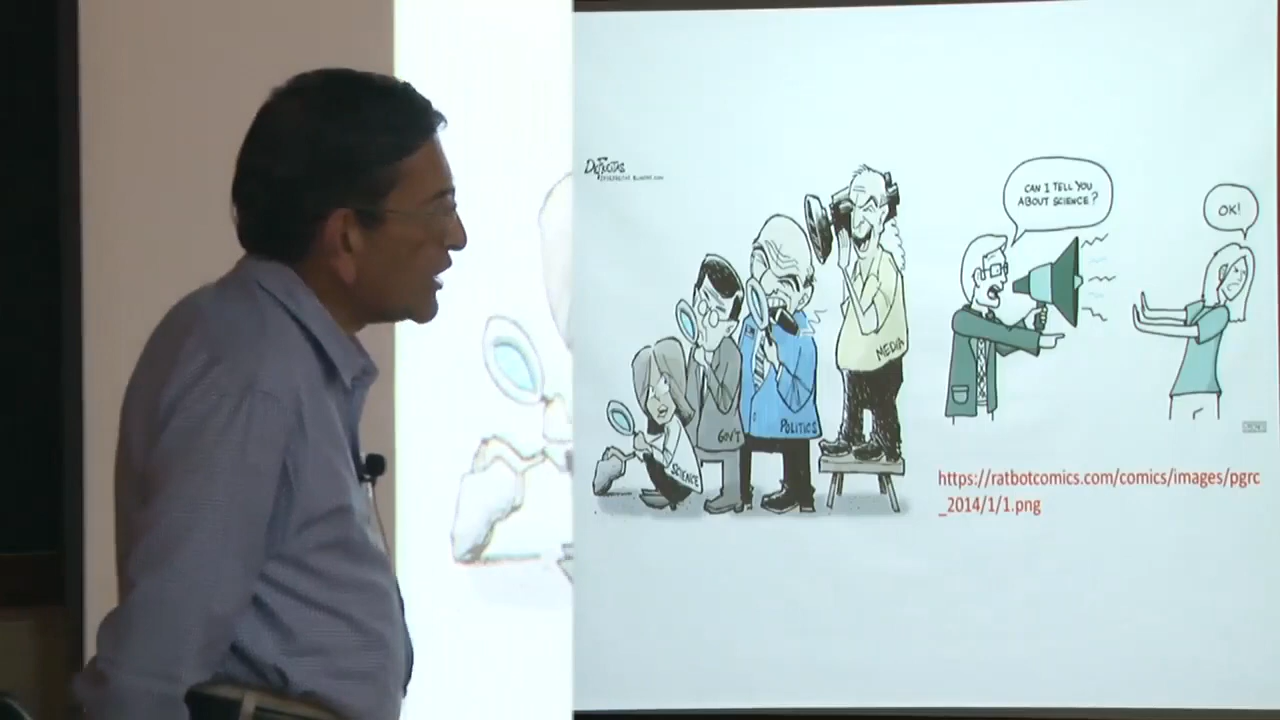 SCIENCE
GOV'T
POLITICS
MEDIA
CAN I TELL YOU
ABOUT SCIENCE?
OK!
https://ratbotcomics.com/comics/images/pgrc
_2014/1/1.png